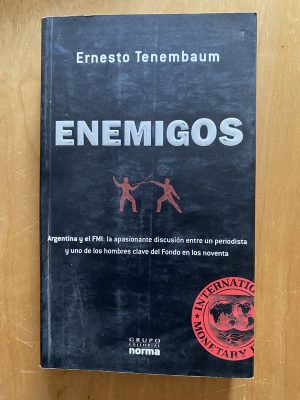 Ernesto Tenembaum
ENEMIGOS
Argentina y el FMI: la apasionante discusión entre un periodista
y uno de los hombres clave del Fondo en los noventa
INTERNATIO
MONETARY F
GRUPO
EDITORIAL
norma